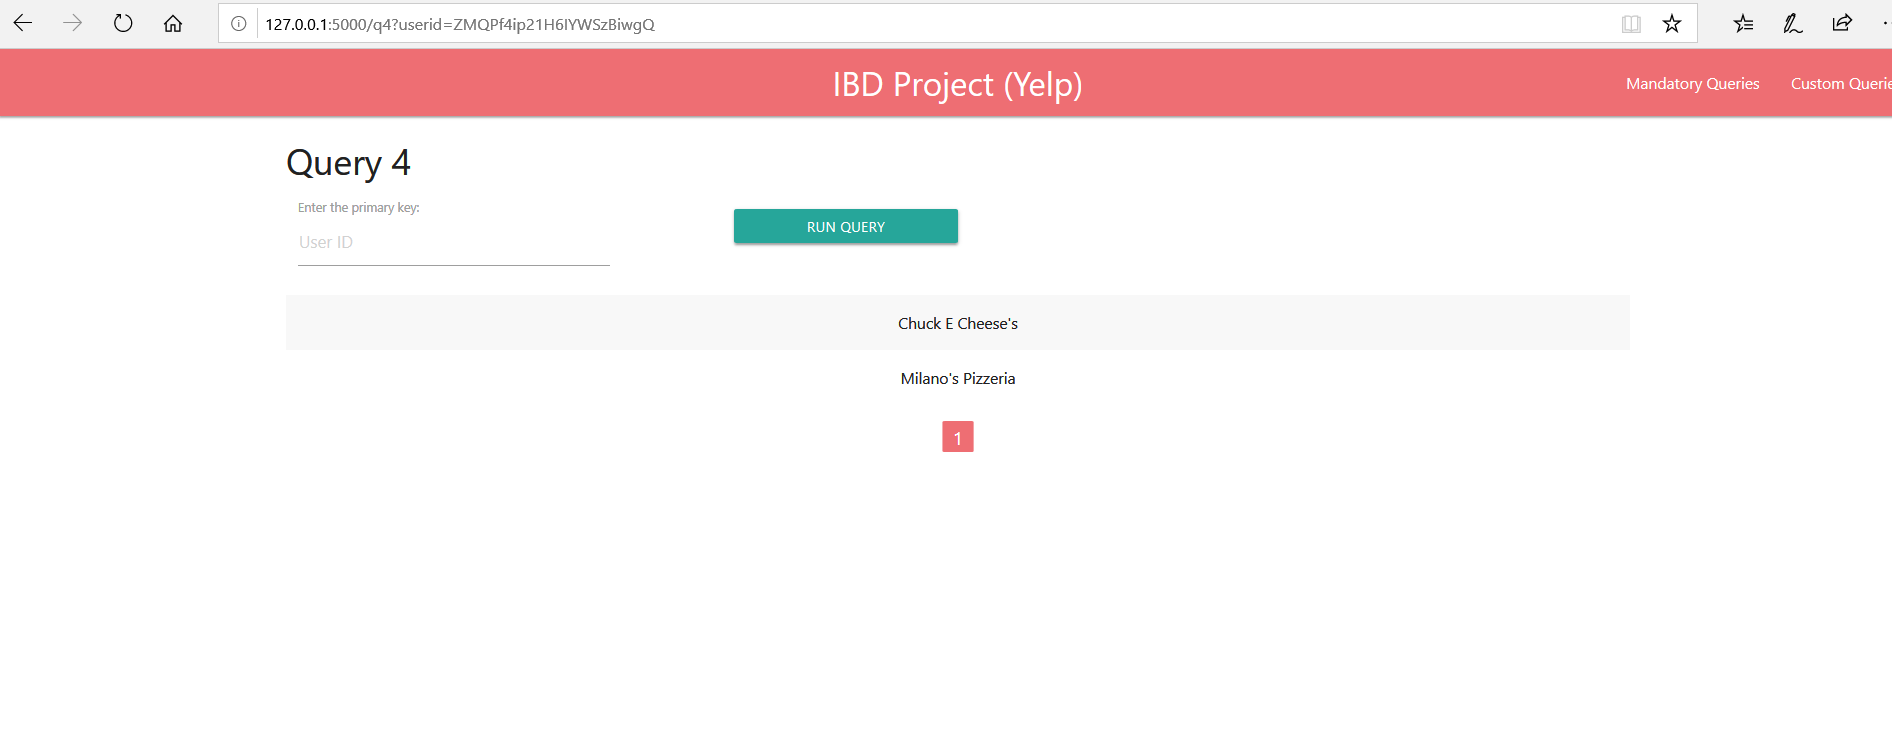 127.0.0.1:5000/q4?userid=ZMQPf4ip21H6IYWSzBiwgQ
IBD Project (Yelp)
Mandatory Queries
Custom Querie
Query 4
Enter the primary key:
User ID
RUN QUERY
Chuck E Cheese's
Milano's Pizzeria
1